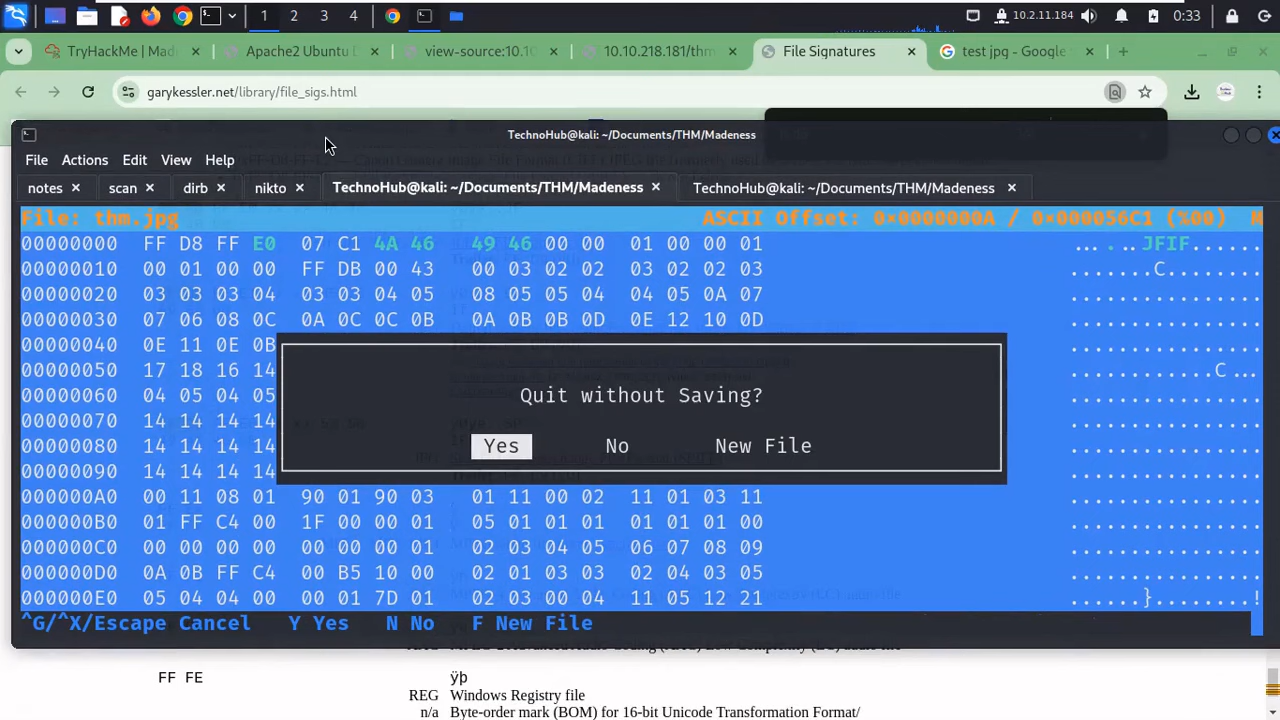 1 2 3 4 10.2.11.184 0:33
TryHackMe | Mad Apache2 Ubuntu D view-source:10.10 10.10.218.181/thm File Signatures test jpg - Google S
garykessler.net/library/file_sigs.html
TechnoHub@kali: ~/Documents/THM/Madeness
File Actions Edit View Help
notes scan dirb nikto TechnoHub@kali: ~/Documents/THM/Madeness TechnoHub@kali: ~/Documents/THM/Madeness
File: thm.jpg ASCII Offset: 0x0000000A / 0x000056C1 (%00) M
00000000 FF D8 FF E0 07 C1 4A 46 49 46 00 00 01 00 00 01 ... . ..JFIF......
00000010 00 01 00 00 FF DB 00 43 00 03 02 02 03 02 02 03 .......C........
00000020 03 03 03 04 03 03 04 05 08 05 05 04 04 05 0A 07 ................
00000030 07 06 08 0C 0A 0C 0C 0B 0A 0B 0B 0D 0E 12 10 0D ................
00000040 0E 11 0E 0B
00000050 17 18 16 14 C...
00000060 04 05 04 05
00000070 14 14 14 14
00000080 14 14 14 14
00000090 14 14 14 14
000000A0 00 11 08 01 90 01 90 03 01 11 00 02 11 01 03 11 ................
000000B0 01 FF C4 00 1F 00 00 01 05 01 01 01 01 01 01 00 ................
000000C0 00 00 00 00 00 00 00 01 02 03 04 05 06 07 08 09 ................
000000D0 0A 0B FF C4 00 B5 10 00 02 01 03 03 02 04 03 05 ................
000000E0 05 04 04 00 00 01 7D 01 02 03 00 04 11 05 12 21 ......}........!
Quit without Saving?
Yes No New File
^G/^X/Escape Cancel Y Yes N No F New File
FF FE ÿþ
REG Windows Registry file
n/a Byte-order mark (BOM) for 16-bit Unicode Transformation Format/